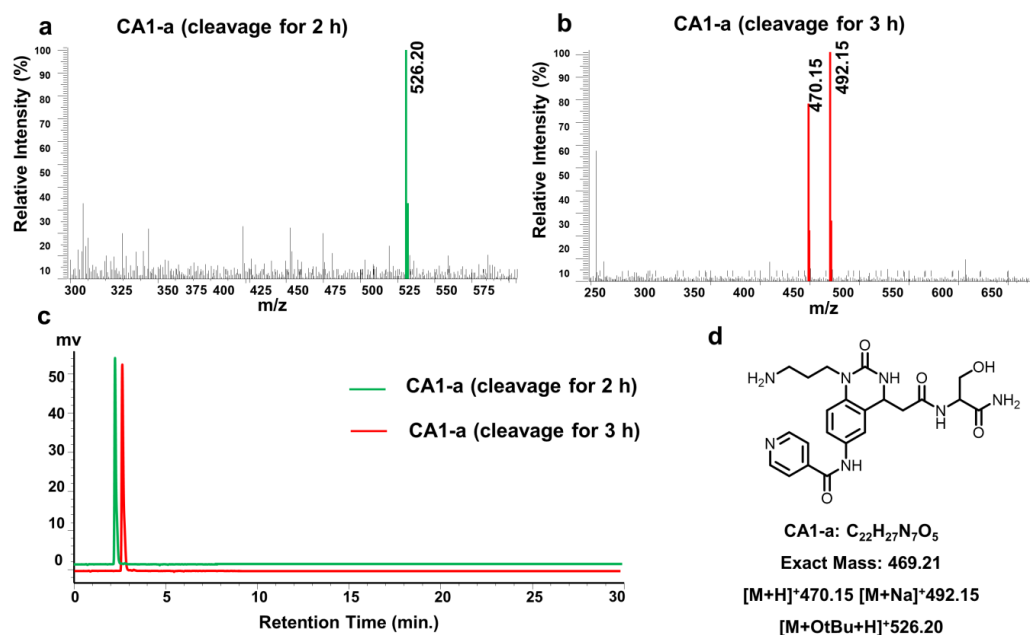 a
CA1-a (cleavage for 2 h)
Relative Intensity (%)
100
90
80
70
60
50
40
30
20
10
526.20
300 325 350 375 400 425 450 475 500 525 550 575
m/z
b
CA1-a (cleavage for 3 h)
Relative Intensity (%)
100
90
80
70
60
50
40
30
20
10
470.15
492.15
250 300 350 400 450 500 550 600 650
m/z
c
mv
50
40
30
20
10
0
0 5 10 15 20 25 30
Retention Time (min.)
CA1-a (cleavage for 2 h)
CA1-a (cleavage for 3 h)
d
O
H₂N
N
NH
O
N
H
OH
NH₂
O
N
NH
O
CA1-a: C₂₂H₂₇N₇O₅
Exact Mass: 469.21
[M+H]⁺470.15 [M+Na]⁺492.15
[M+OtBu+H]⁺526.20